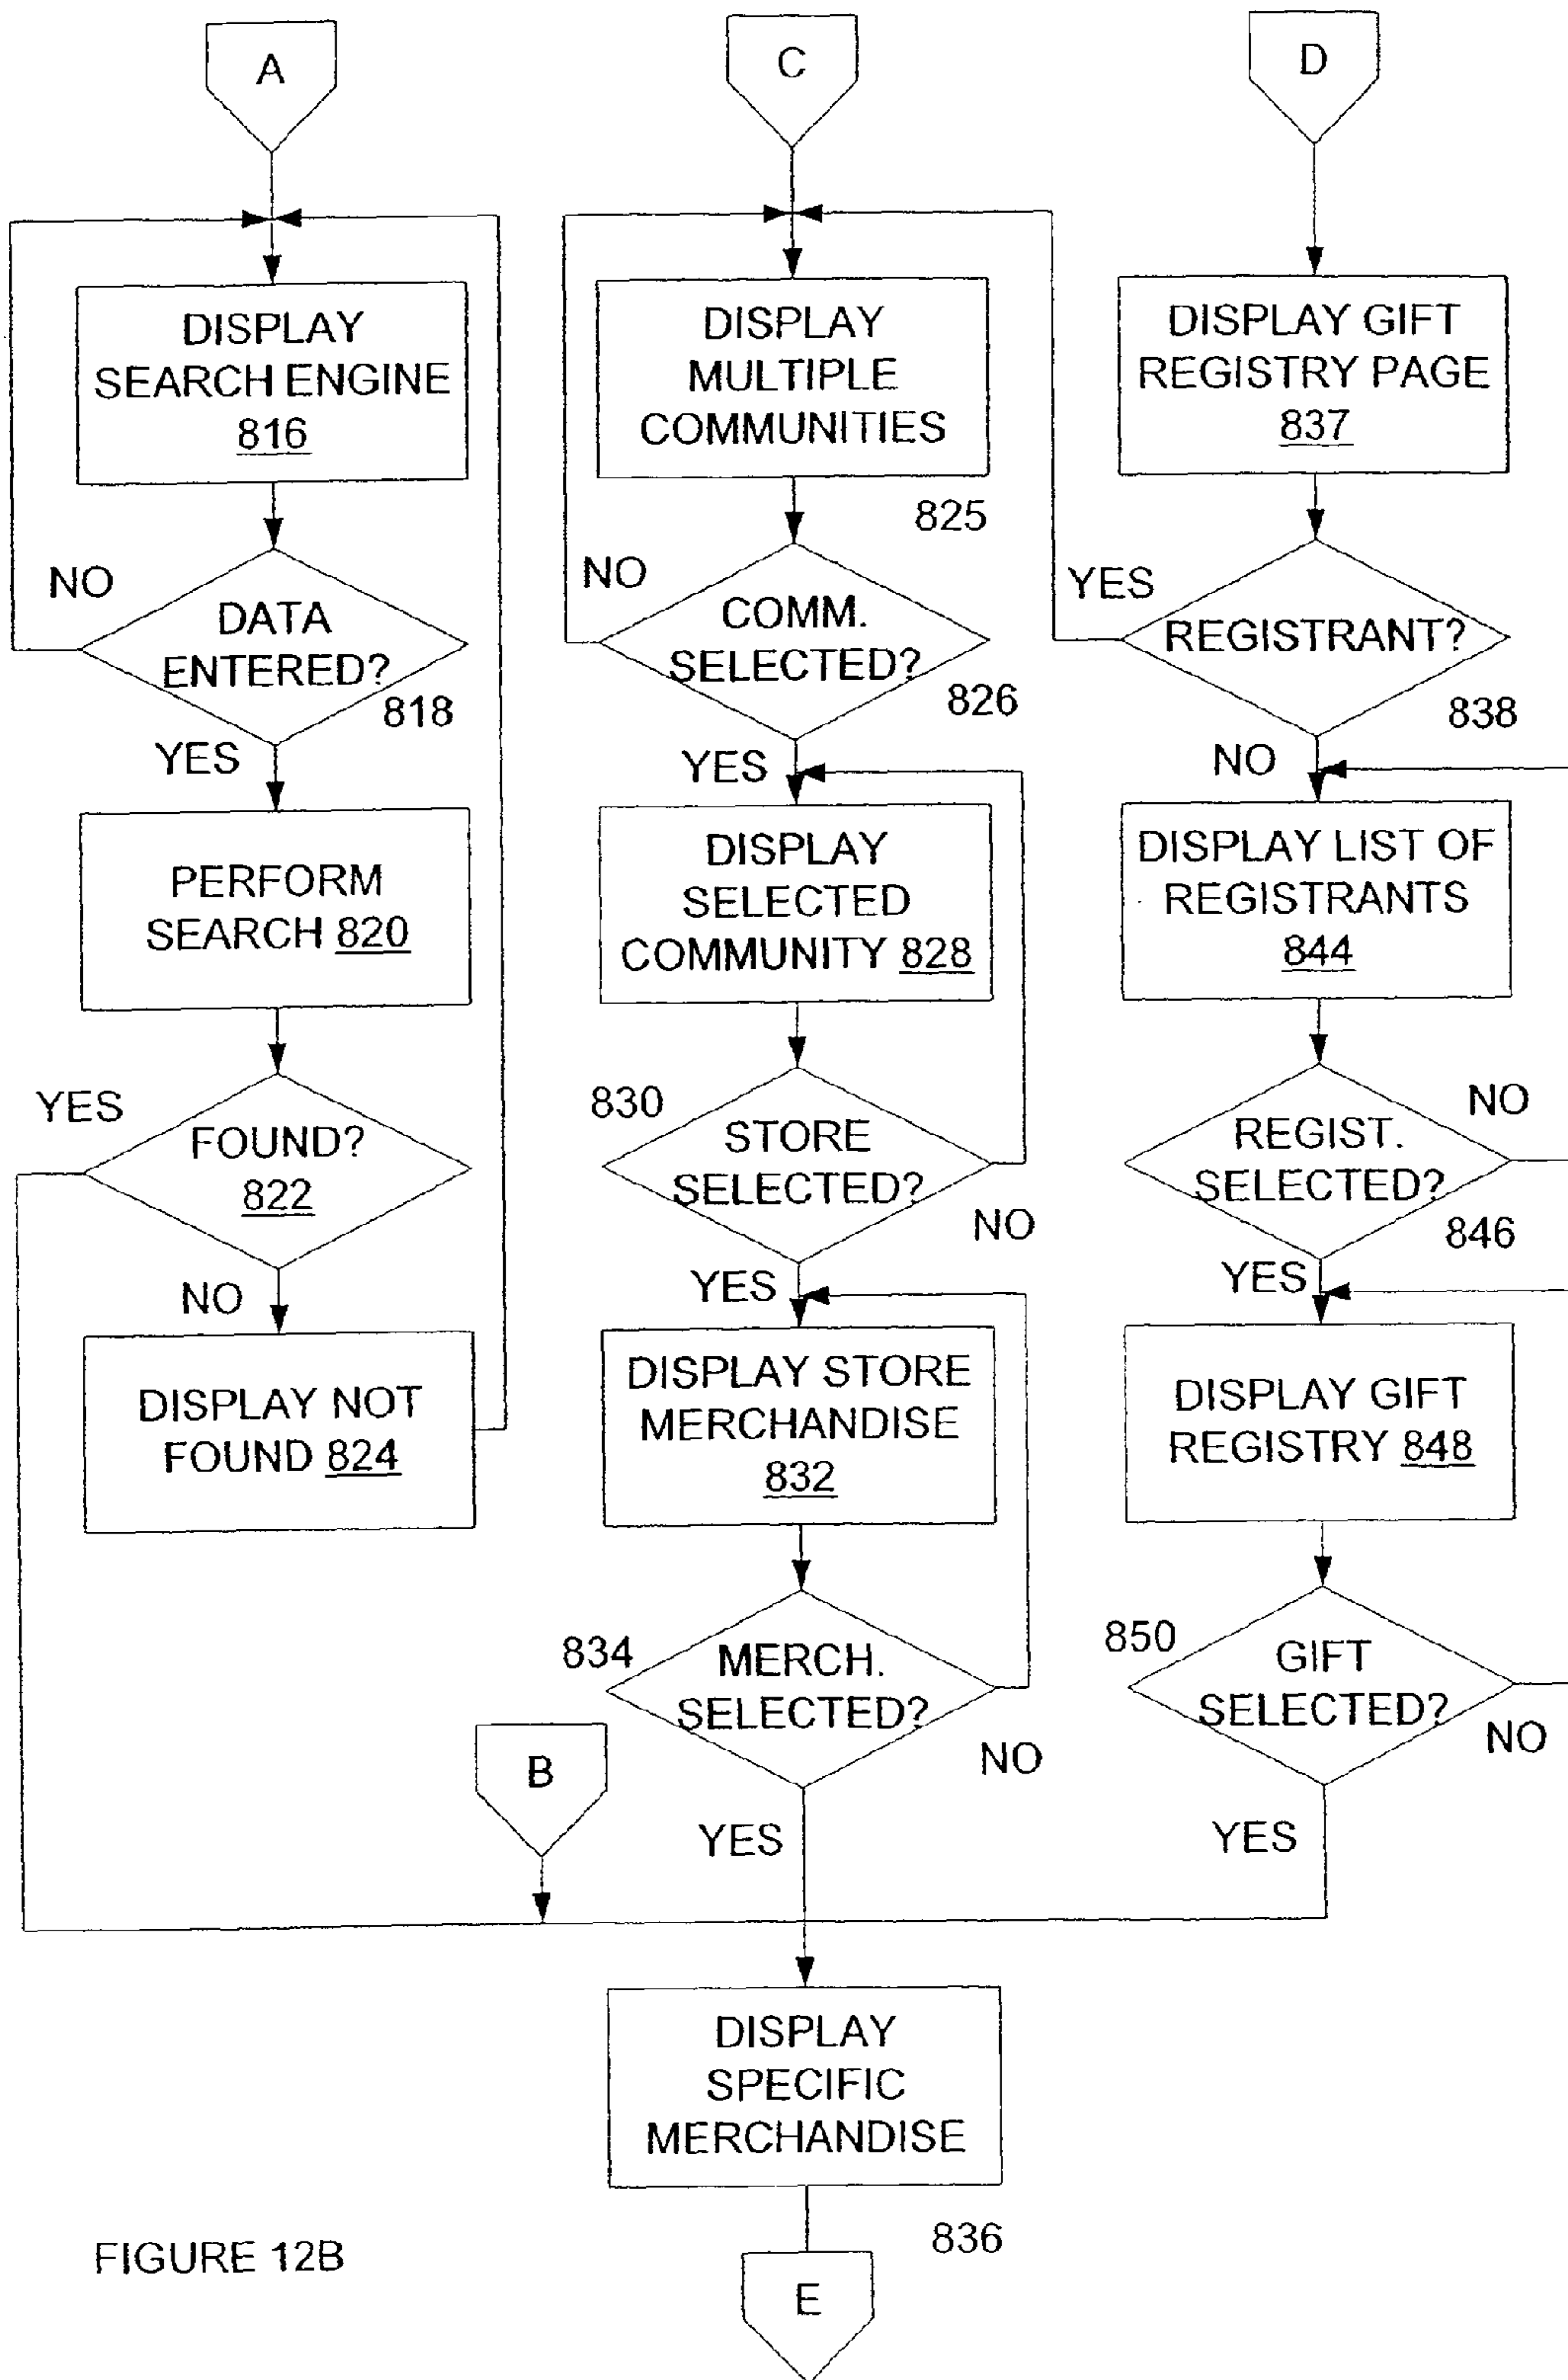 A
DISPLAY
SEARCH ENGINE
816
NO
DATA
ENTERED?
818
YES
PERFORM
SEARCH 820
YES
FOUND?
822
NO
DISPLAY NOT
FOUND 824
C
DISPLAY
MULTIPLE
COMMUNITIES
825
NO
COMM.
SELECTED?
826
YES
DISPLAY
SELECTED
COMMUNITY 828
830
STORE
SELECTED?
NO
YES
DISPLAY STORE
MERCHANDISE
832
834
MERCH.
SELECTED?
NO
B
YES
D
DISPLAY GIFT
REGISTRY PAGE
837
YES
REGISTRANT?
838
NO
DISPLAY LIST OF
REGISTRANTS
844
NO
REGIST.
SELECTED?
846
YES
DISPLAY GIFT
REGISTRY 848
850
GIFT
SELECTED?
NO
YES
DISPLAY
SPECIFIC
MERCHANDISE
836
E
FIGURE 12B